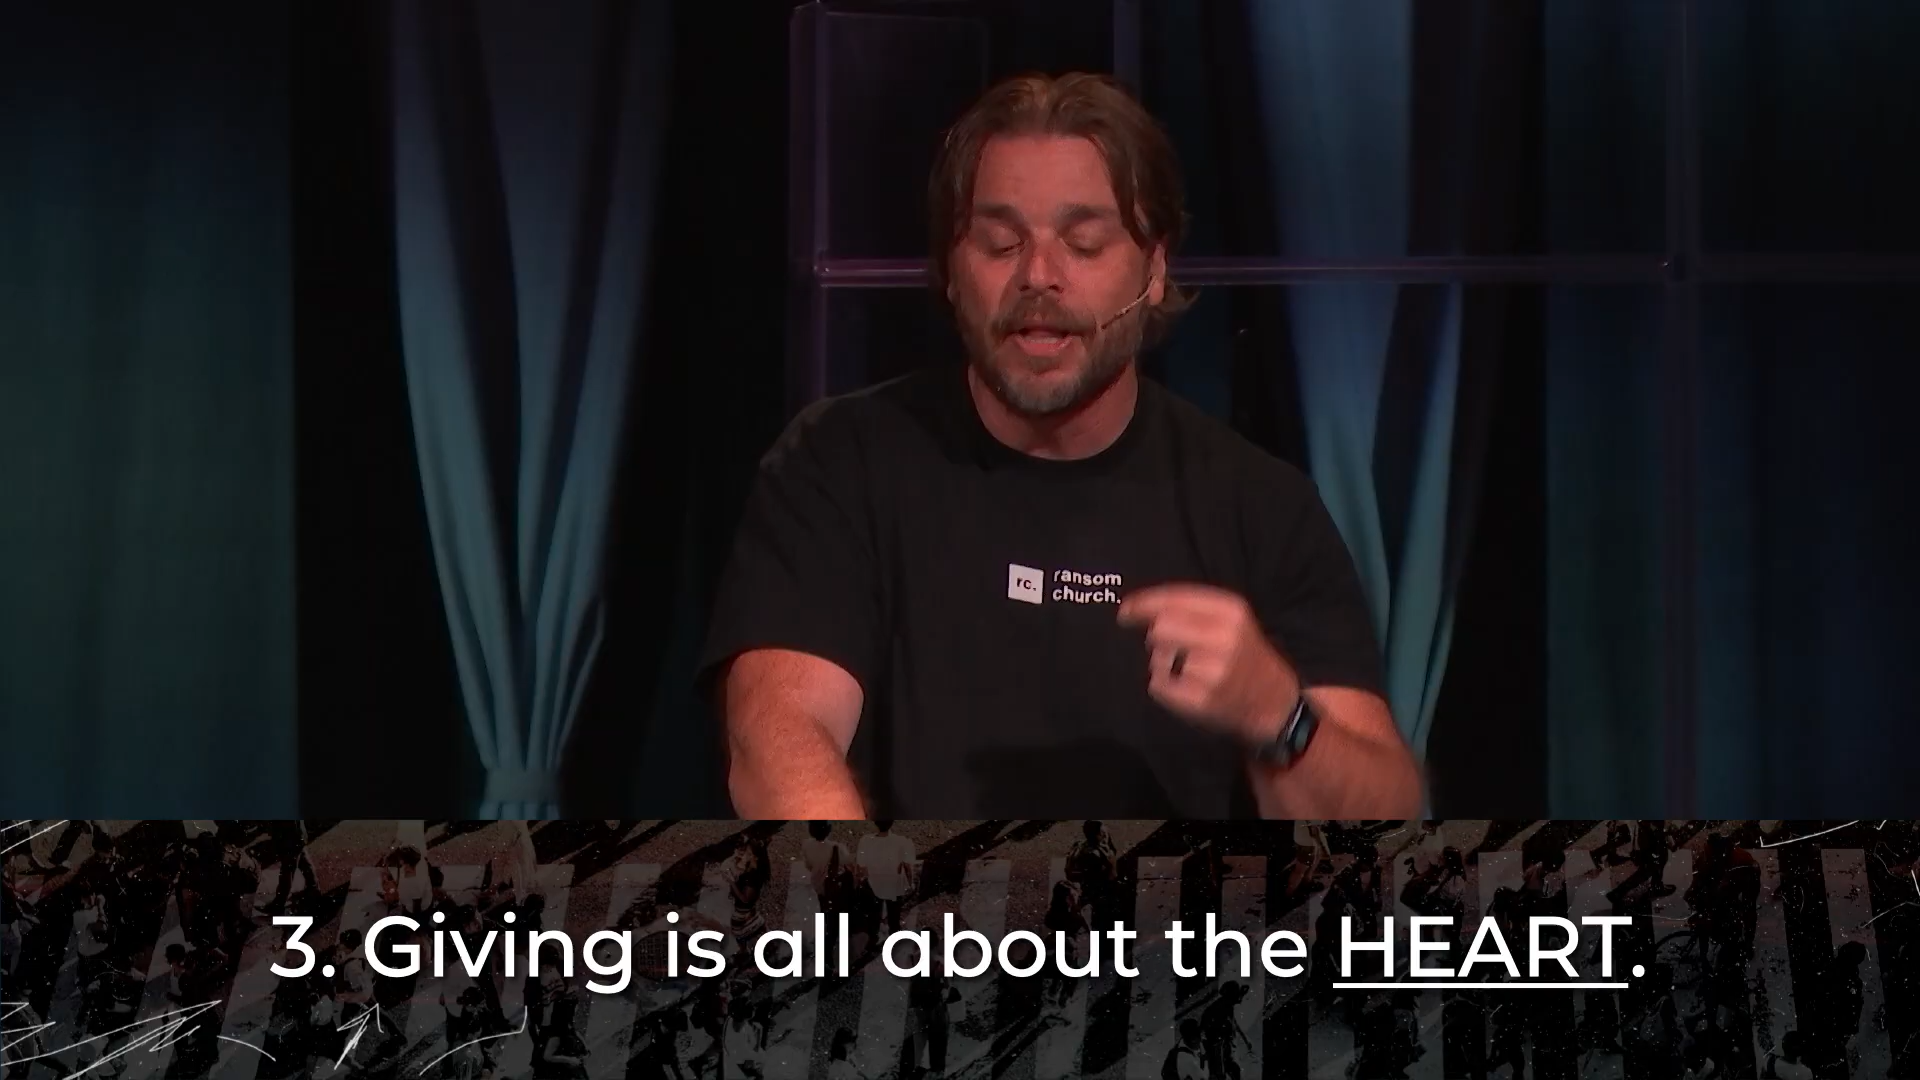 rc.
ransom
church.
3. Giving is all about the HEART.